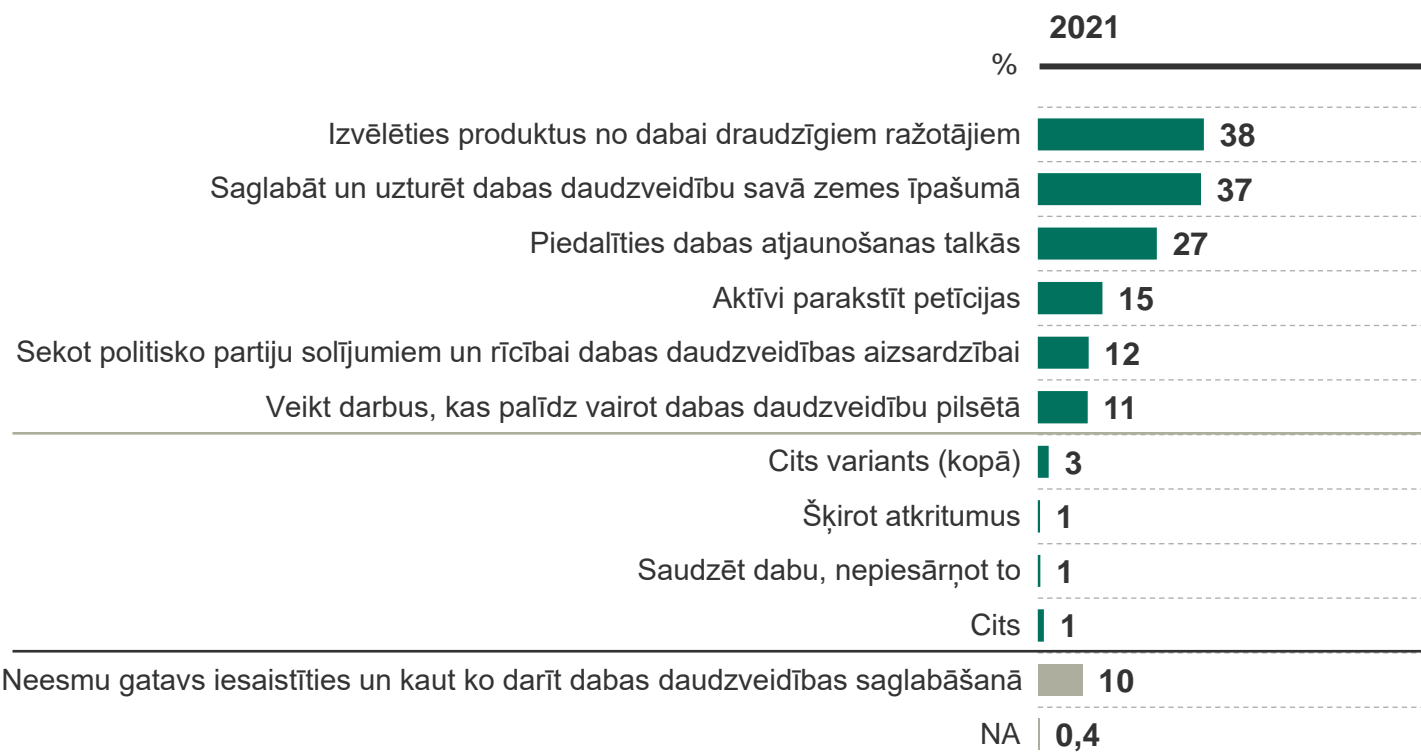 2021
%
Izvēlēties produktus no dabai draudzīgiem ražotājiem 38
Saglabāt un uzturēt dabas daudzveidību savā zemes īpašumā 37
Piedalīties dabas atjaunošanas talkās 27
Aktīvi parakstīt petīcijas 15
Sekot politisko partiju solījumiem un rīcībai dabas daudzveidības aizsardzībai 12
Veikt darbus, kas palīdz vairot dabas daudzveidību pilsētā 11
Cits variants (kopā) 3
Šķirot atkritumus 1
Saudzēt dabu, nepiesārņot to 1
Cits 1
Neesmu gatavs iesaistīties un kaut ko darīt dabas daudzveidības saglabāšanā 10
NA 0,4